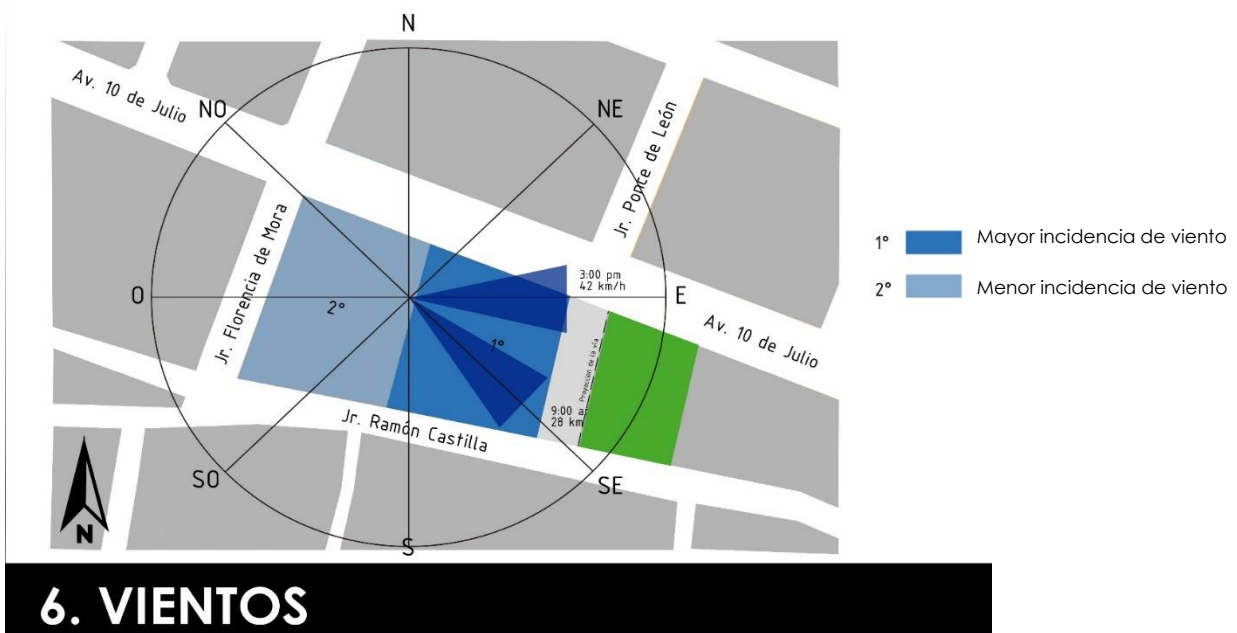 N
Av. 10 de Julio
NO
NE
Jr. Ponce de León
Jr. Florencia de Mora
1° Mayor incidencia de viento
2° Menor incidencia de viento
3:00 pm
42 km/h
O
2°
E
1°
Av. 10 de Julio
Proyeccion de la via
9:00 a
28 km
Jr. Ramón Castilla
SO
SE
N
S
6. VIENTOS